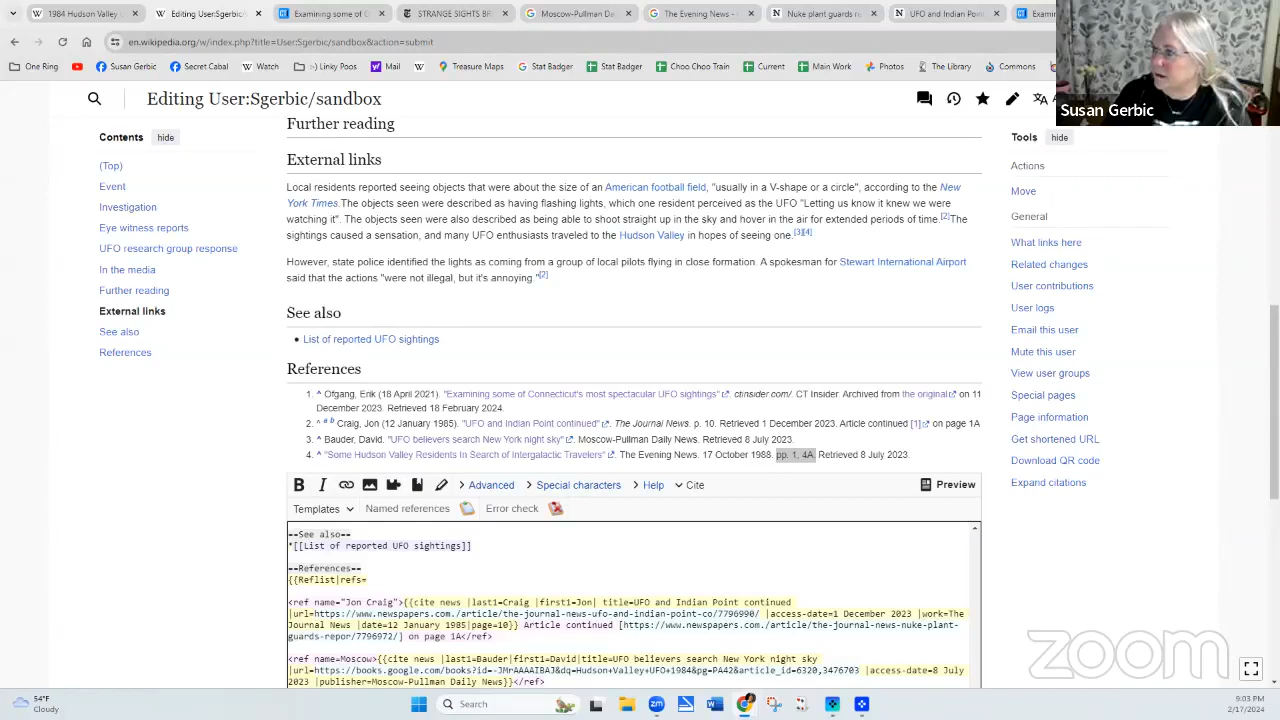 W 1984 Hudson Valley U
W Editing User:Sgerbic/s
Examining some of C
STRANGE SIGHTS BR
Moscow-Pullman Da
The Evening News -
Nuke plant guards re
UFO and Indian Point
Exami
en.wikipedia.org/w/index.php?title=User:Sgerbic/sandbox&action=submit
One Ring
Susan Gerbic
Secret Cabal
W Watch
:-) Linky Poo
Mail
W
Treasure Maps
Stat Badger
Stat Badger
Choo Choo Train
Current
Main Work
Photos
The Library
Commons
Susan Gerbic
Editing User:Sgerbic/sandbox
Contents hide
(Top)
Event
Investigation
Eye witness reports
UFO research group response
In the media
Further reading
External links
See also
References
Further reading
External links
Local residents reported seeing objects that were about the size of an American football field, "usually in a V-shape or a circle", according to the New
York Times.The objects seen were described as having flashing lights, which one resident perceived as the UFO "Letting us know it knew we were
watching it". The objects seen were also described as being able to shoot straight up in the sky and hover in the air for extended periods of time.[2]The
sightings caused a sensation, and many UFO enthusiasts traveled to the Hudson Valley in hopes of seeing one.[3][4]
However, state police identified the lights as coming from a group of local pilots flying in close formation. A spokesman for Stewart International Airport
said that the actions "were not illegal, but it's annoying."[2]
See also
• List of reported UFO sightings
References
1. ^ Ofgang, Erik (18 April 2021). "Examining some of Connecticut's most spectacular UFO sightings". ctinsider.com/. CT Insider. Archived from the original on 11
December 2023. Retrieved 18 February 2024.
2. ^ a b Craig, Jon (12 January 1985). "UFO and Indian Point continued". The Journal News. p. 10. Retrieved 1 December 2023. Article continued [1] on page 1A
3. ^ Bauder, David. "UFO believers search New York night sky". Moscow-Pullman Daily News. Retrieved 8 July 2023.
4. ^ "Some Hudson Valley Residents In Search of Intergalactic Travelers". The Evening News. 17 October 1988. pp. 1, 4A. Retrieved 8 July 2023.
B I Advanced Special characters Help Cite Preview
Templates Named references Error check
==See also==
*[[List of reported UFO sightings]]
==References==
{{Reflist|refs=
<ref name="Jon Craig">{{cite news |last1=Craig |first1=Jon| title=UFO and Indian Point continued
|url=https://www.newspapers.com./article/the-journal-news-ufo-and-indian-point-co/7796990/ |access-date=1 December 2023 |work=The
Journal News |date=12 January 1985|page=10}} Article continued [https://www.newspapers.com./article/the-journal-news-nuke-plant-
guards-repor/7796972/] on page 1A</ref>
<ref name=Moscow>{{cite news |last1=Bauder|first1=David|title=UFO believers search New York night sky
|access-date=8 July
2023 |publisher=Moscow-Pullman Daily News}}</ref>
Tools hide
Actions
Move
General
What links here
Related changes
User contributions
User logs
Email this user
Mute this user
View user groups
Special pages
Page information
Get shortened URL
Download QR code
Expand citations
zoom
54°F
Cloudy
Search
9:03 PM
2/17/2024